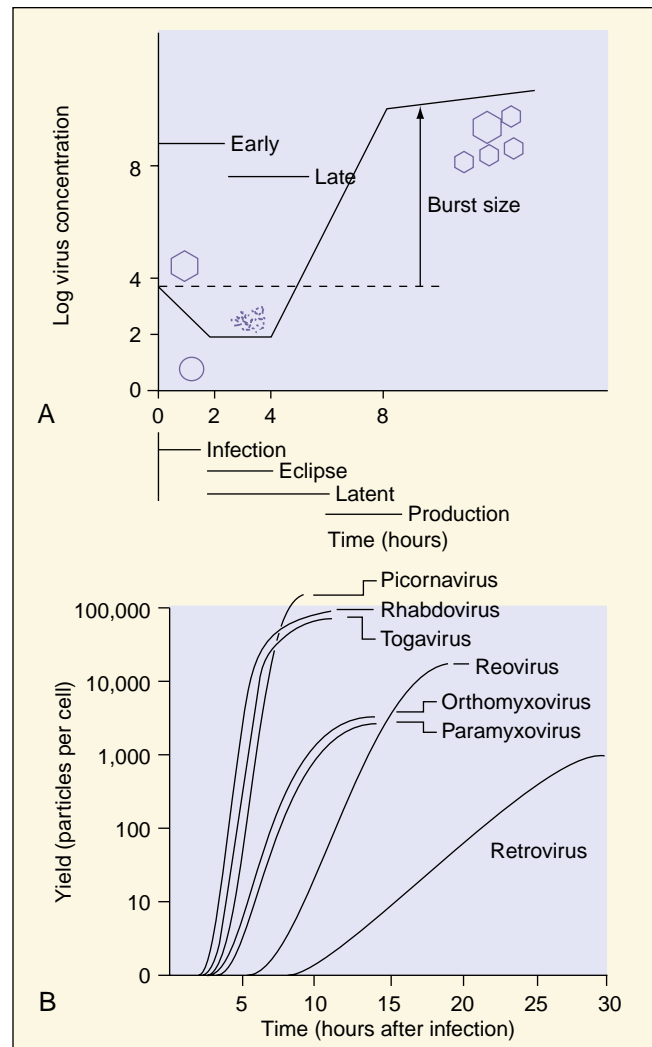 Log virus concentration
8
4
2
0
Early
Late
Burst size
A
0 2 4 8
Infection
Eclipse
Latent
Production
Time (hours)
Yield (particles per cell)
100,000
10,000
1,000
100
10
0
Picornavirus
Rhabdovirus
Togavirus
Reovirus
Orthomyxovirus
Paramyxovirus
Retrovirus
B
5 10 15 20 25 30
Time (hours after infection)